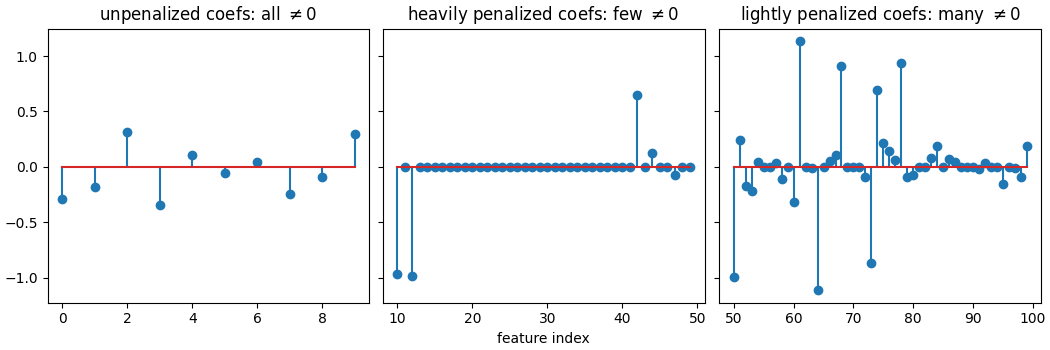 unpenalized coefs: all ≠0
heavily penalized coefs: few ≠0
lightly penalized coefs: many ≠0
1.0
0.5
0.0
−0.5
−1.0
0 2 4 6 8
10 20 30 40 50
50 60 70 80 90 100
feature index